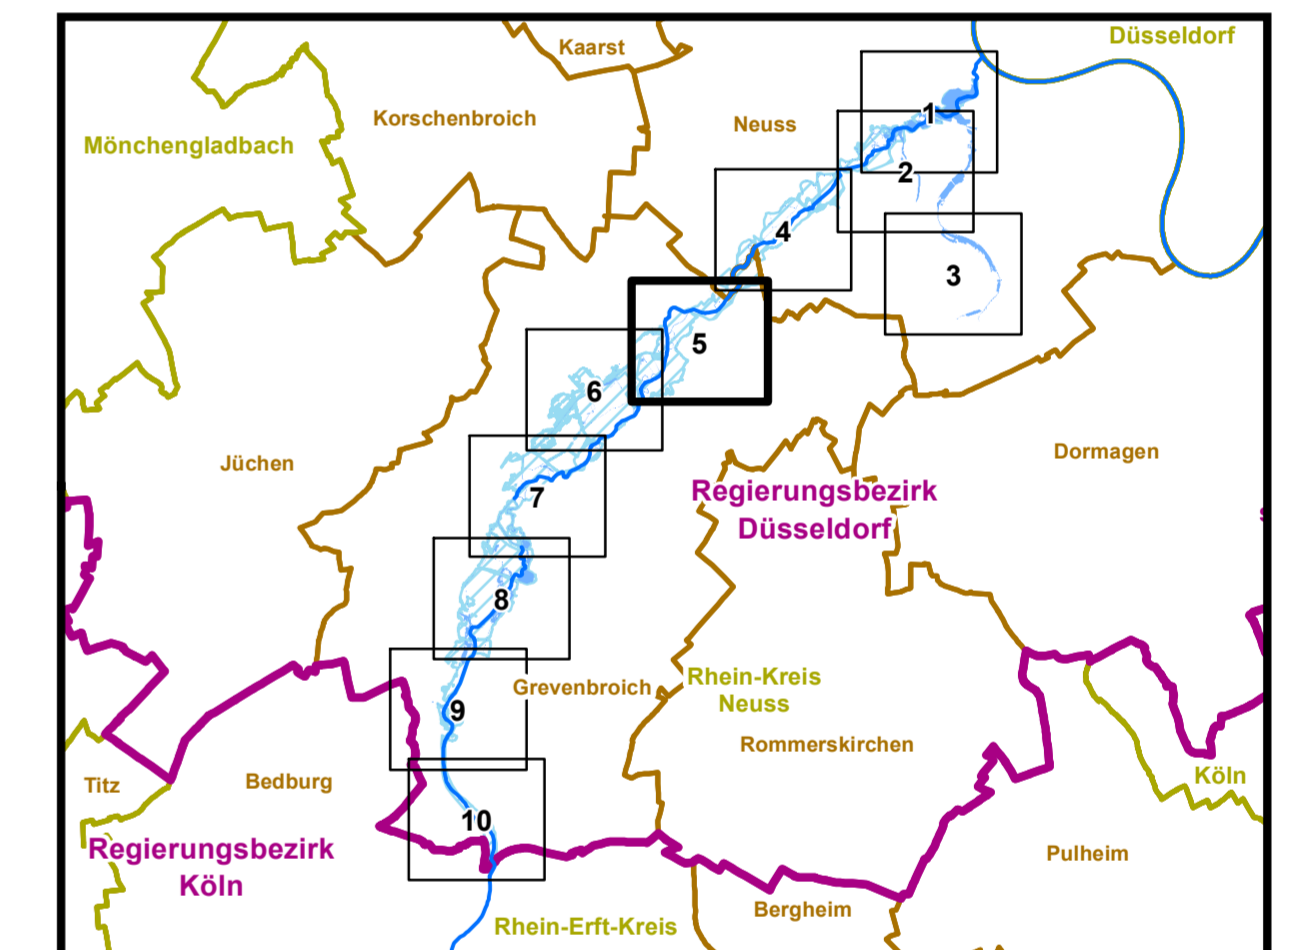 Düsseldorf
Kaarst
Korschenbroich
Neuss
Mönchengladbach
1
2
4
3
5
6
Jüchen
Dormagen
7
Regierungsbezirk
Düsseldorf
8
Grevenbroich
Rhein-Kreis
Neuss
9
Rommerskirchen
Titz
Bedburg
Köln
10
Regierungsbezirk
Köln
Pulheim
Bergheim
Rhein-Erft-Kreis